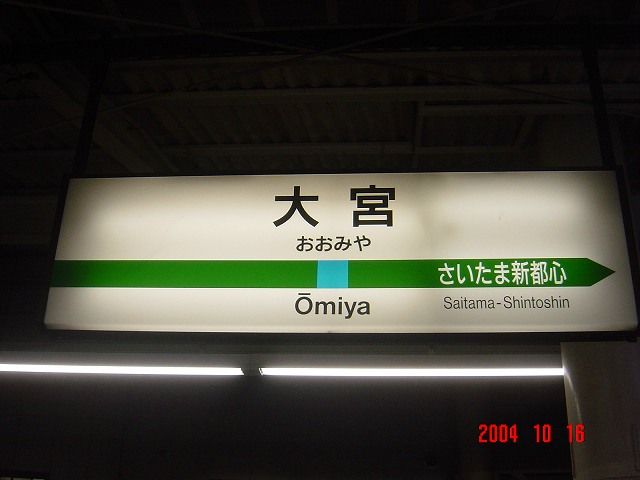 大宮
おおみや
さいたま新都心
Ōmiya
Saitama-Shintoshin
2004 10 16